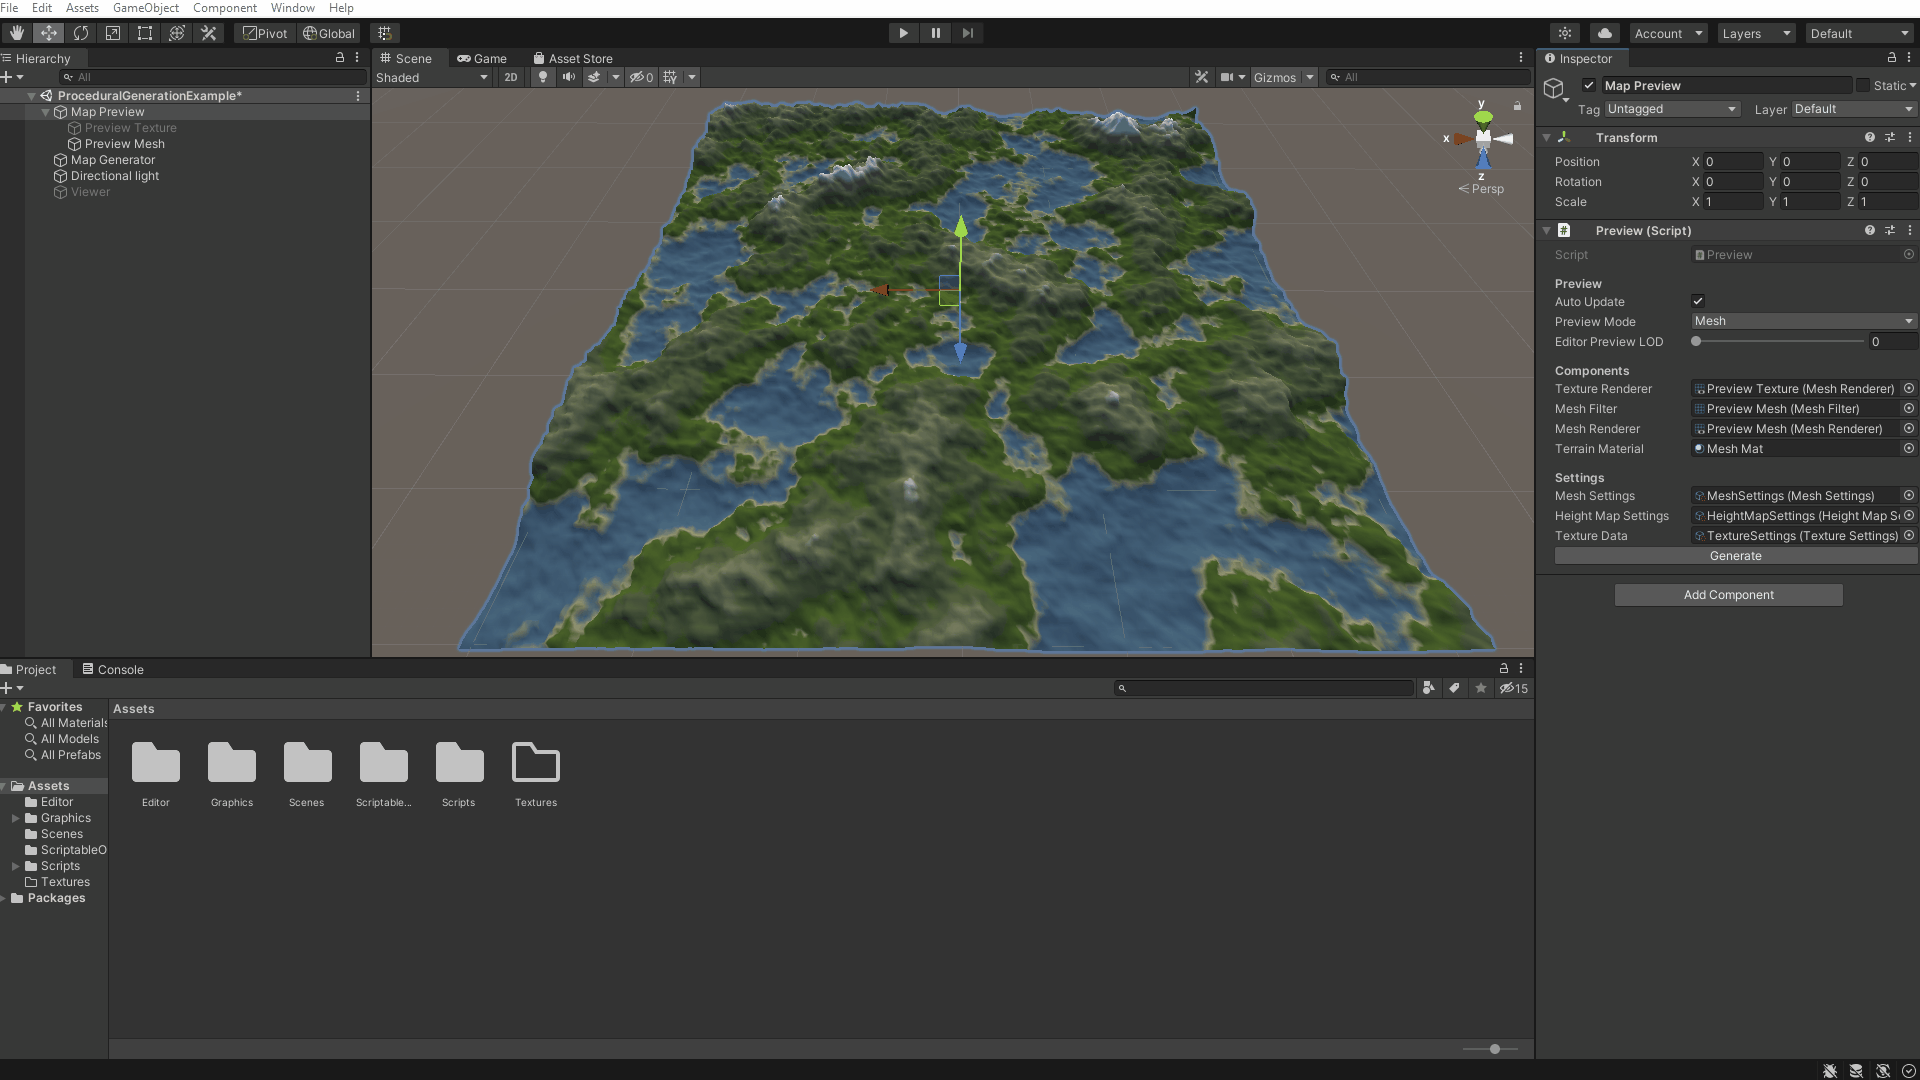 File Edit Assets GameObject Component Window Help
Pivot Global Account Layers Default
Hierarchy
All
ProceduralGenerationExample*
Map Preview
Preview Texture
Preview Mesh
Map Generator
Directional light
Viewer
Scene Game Asset Store
Shaded 2D 0 Gizmos All
y
x
z
Persp
Inspector
Map Preview Static
Tag Untagged Layer Default
Transform
Position X 0 Y 0 Z 0
Rotation X 0 Y 0 Z 0
Scale X 1 Y 1 Z 1
# Preview (Script)
Script Preview
Preview
Auto Update
Preview Mode Mesh
Editor Preview LOD 0
Components
Texture Renderer Preview Texture (Mesh Renderer)
Mesh Filter Preview Mesh (Mesh Filter)
Mesh Renderer Preview Mesh (Mesh Renderer)
Terrain Material Mesh Mat
Settings
Mesh Settings MeshSettings (Mesh Settings)
Height Map Settings HeightMapSettings (Height Map S
Texture Data TextureSettings (Texture Settings)
Generate
Add Component
Project Console
15
Favorites
All Materials
All Models
All Prefabs
Assets
Editor
Graphics
Scenes
ScriptableO
Scripts
Textures
Packages
Assets
Editor Graphics Scenes Scriptable... Scripts Textures